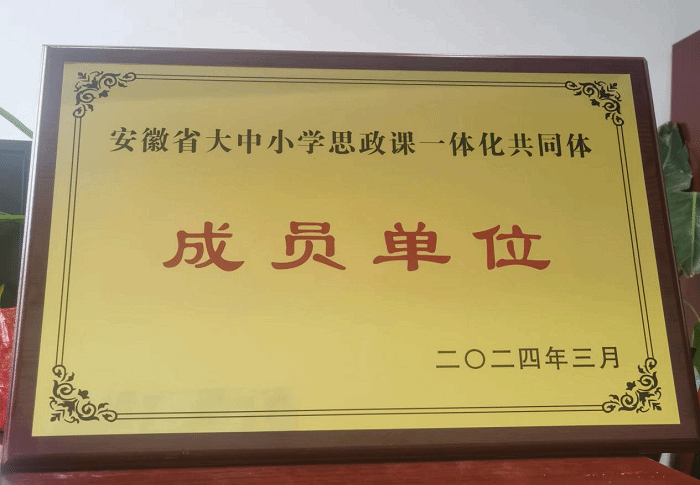 安徽省大中小学思政课一体化共同体
成员单位
二〇二四年三月